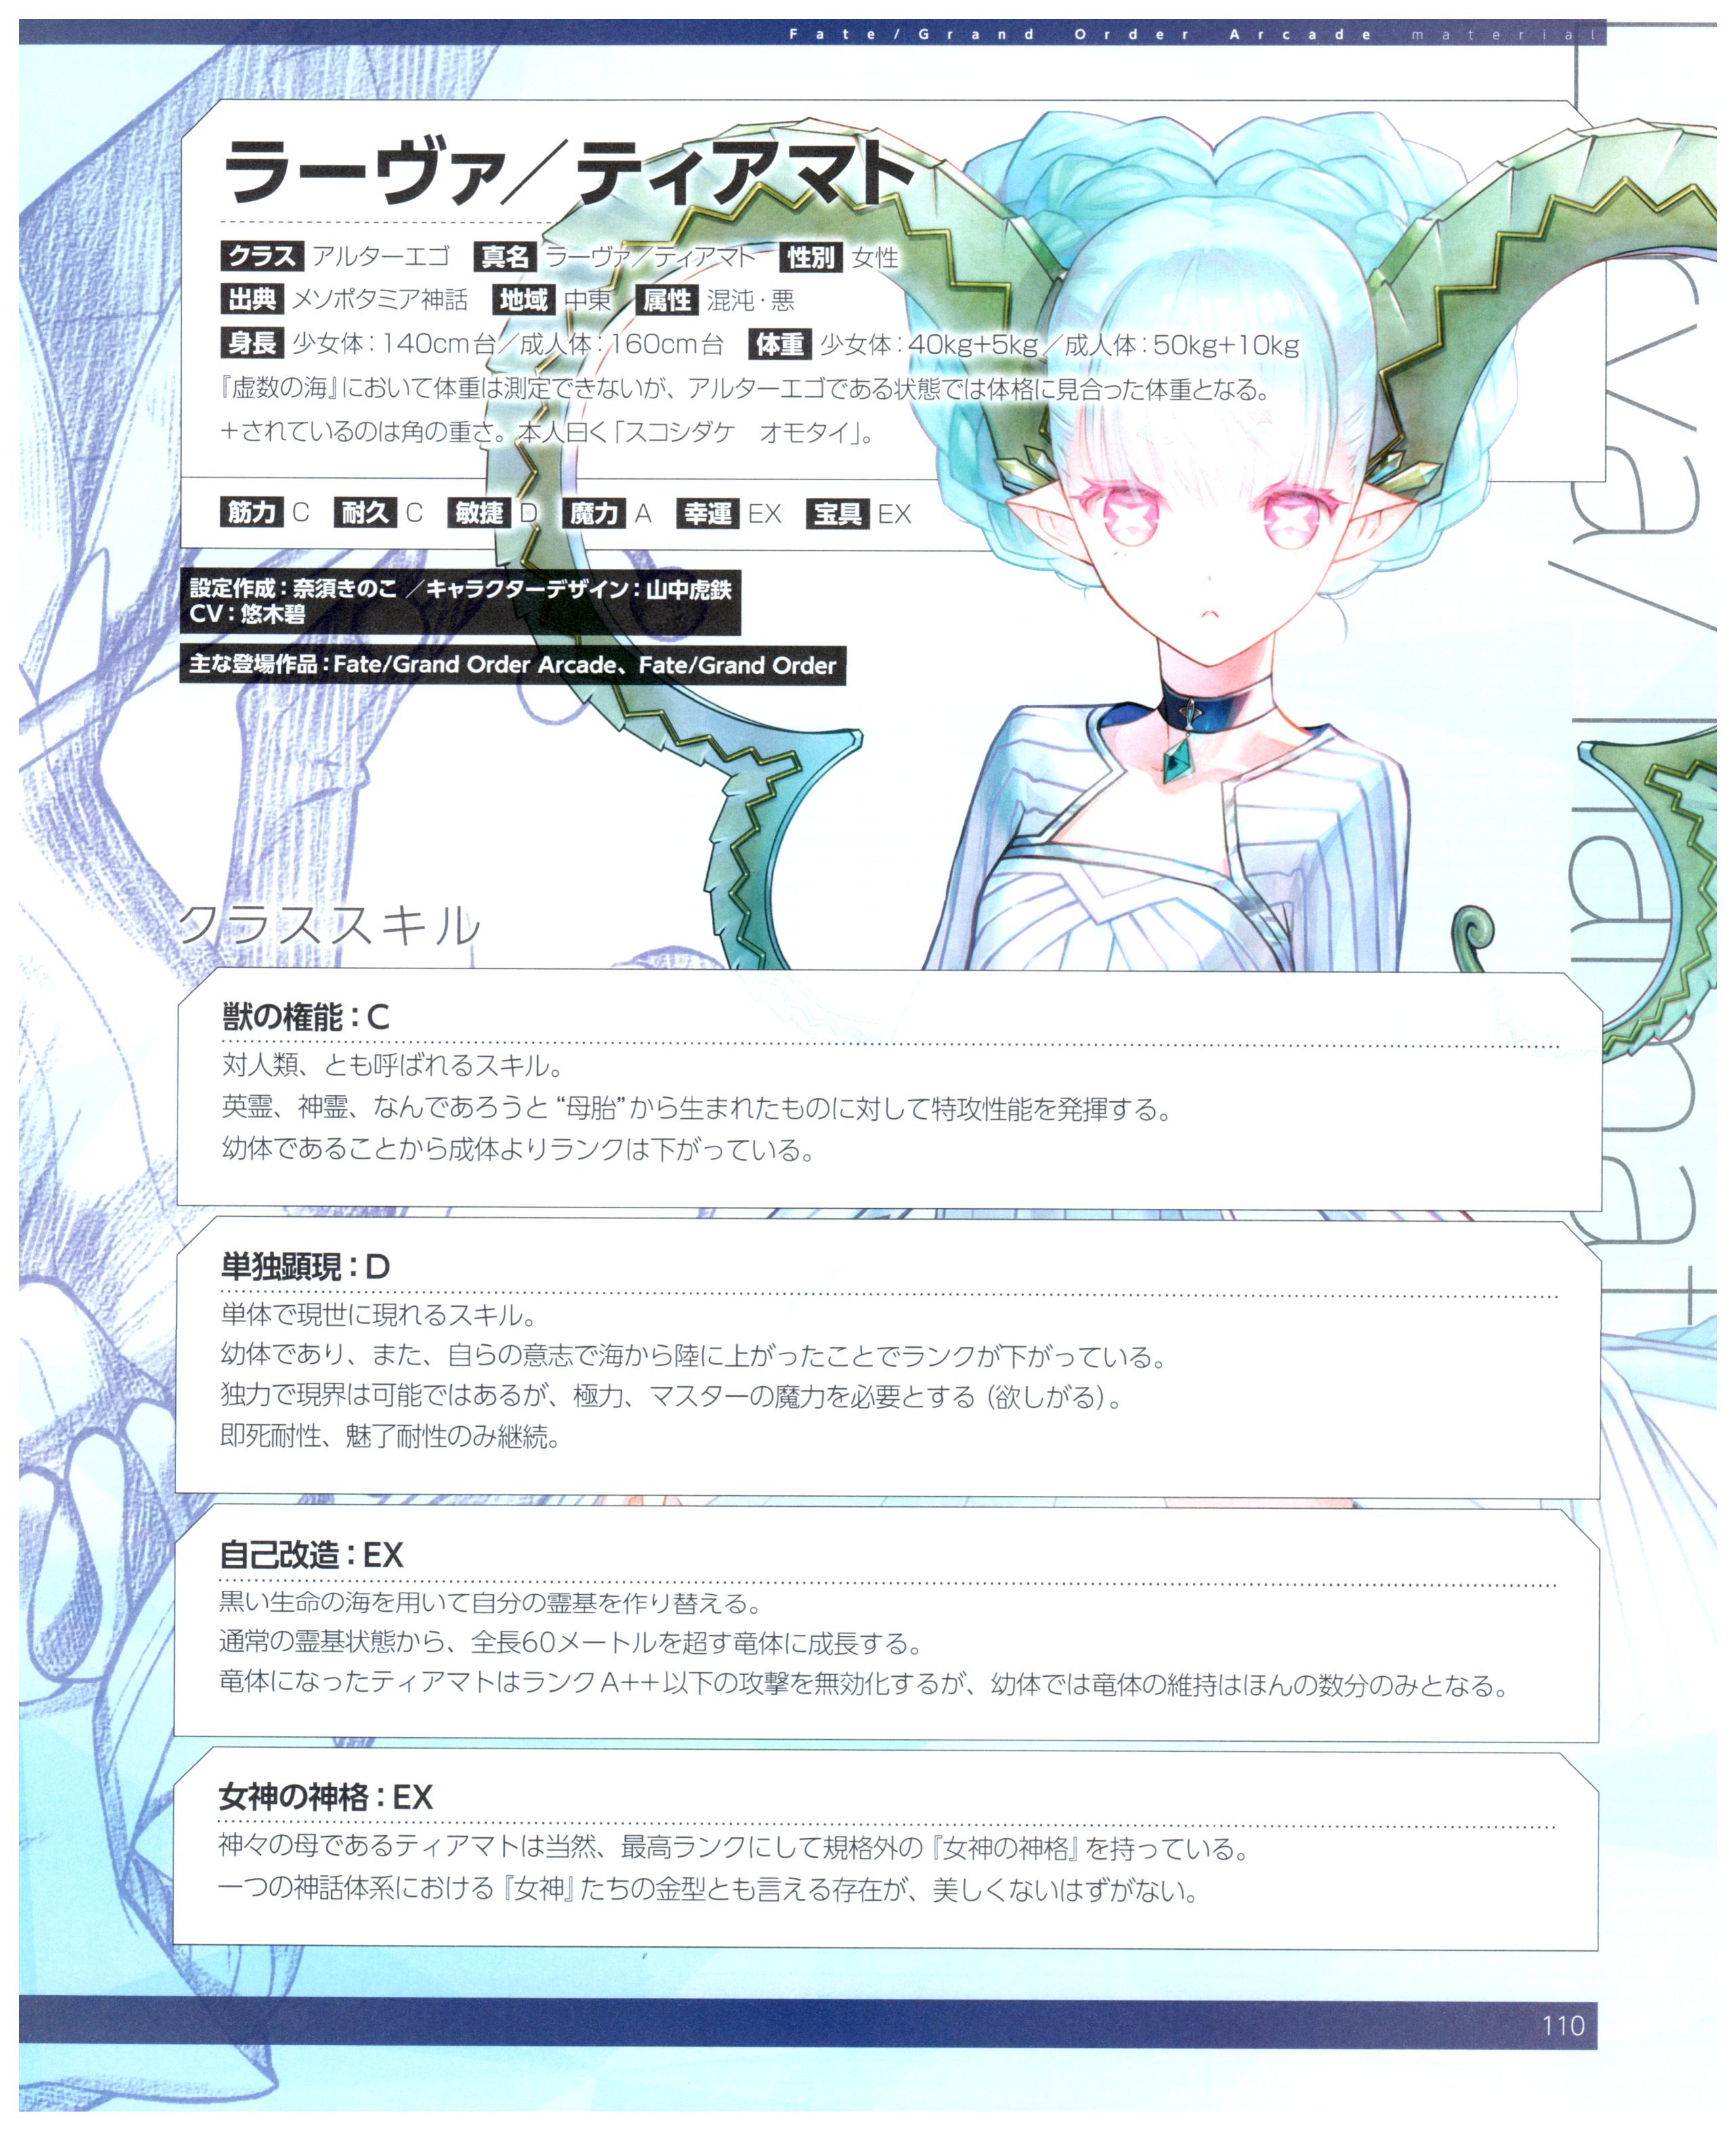 Fate/Grand Order Arcade material
ラーヴァ／ティアマト
クラス アルターエゴ 真名 ラーヴァ／ティアマト 性別 女性
出典 メソポタミア神話 地域 中東 属性 混沌・悪
身長 少女体：140cm台／成人体：160cm台 体重 少女体：40kg+5kg／成人体：50kg+10kg
『虚数の海』において体重は測定できないが、アルターエゴである状態では体格に見合った体重となる。
＋されているのは角の重さ。本人曰く「スコシダケ　オモタイ」。
筋力 C 耐久 C 敏捷 D 魔力 A 幸運 EX 宝具 EX
設定作成：奈須きのこ ／キャラクターデザイン：山中虎鉄
CV：悠木碧
主な登場作品：Fate/Grand Order Arcade、Fate/Grand Order
クラススキル
獣の権能：C
対人類、とも呼ばれるスキル。
英霊、神霊、なんであろうと“母胎”から生まれたものに対して特攻性能を発揮する。
幼体であることから成体よりランクは下がっている。
単独顕現：D
単体で現世に現れるスキル。
幼体であり、また、自らの意志で海から陸に上がったことでランクが下がっている。
独力で現界は可能ではあるが、極力、マスターの魔力を必要とする（欲しがる）。
即死耐性、魅了耐性のみ継続。
自己改造：EX
黒い生命の海を用いて自分の霊基を作り替える。
通常の霊基状態から、全長60メートルを超す竜体に成長する。
竜体になったティアマトはランクA++以下の攻撃を無効化するが、幼体では竜体の維持はほんの数分のみとなる。
女神の神格：EX
神々の母であるティアマトは当然、最高ランクにして規格外の『女神の神格』を持っている。
一つの神話体系における『女神』たちの金型とも言える存在が、美しくないはずがない。
110